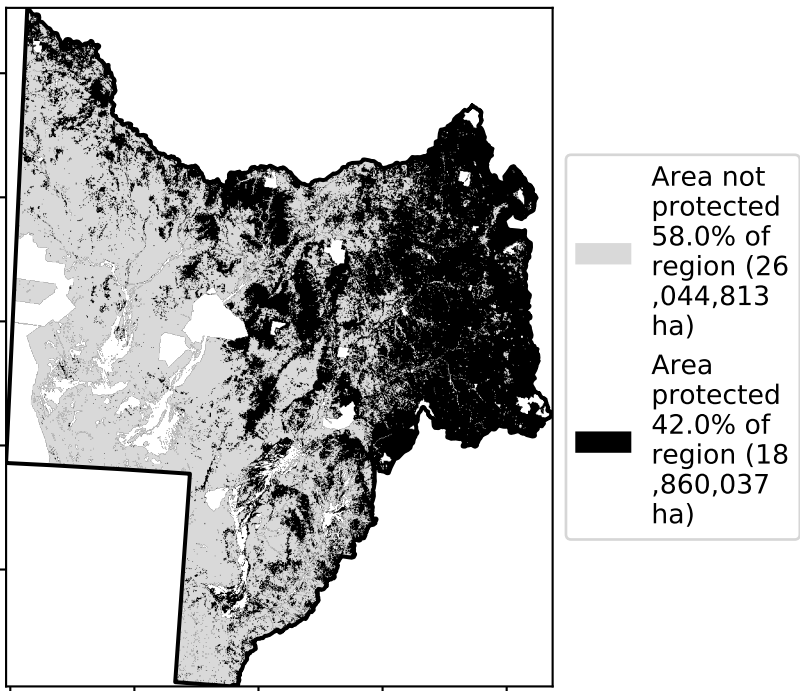 Area not
protected
58.0% of
region (26
,044,813
ha)
Area
protected
42.0% of
region (18
,860,037
ha)